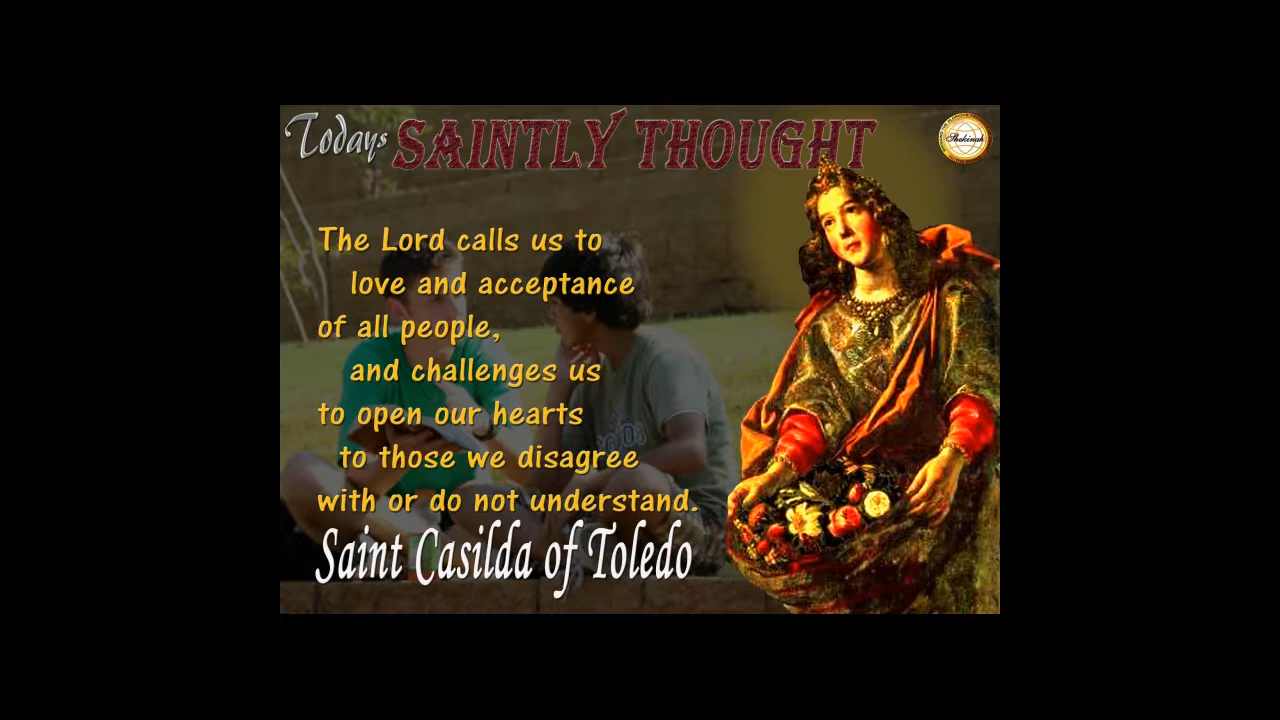 Todays SAINTLY THOUGHT
Shekinah
The Lord calls us to
love and acceptance
of all people,
and challenges us
to open our hearts
to those we disagree
with or do not understand.
Saint Casilda of Toledo